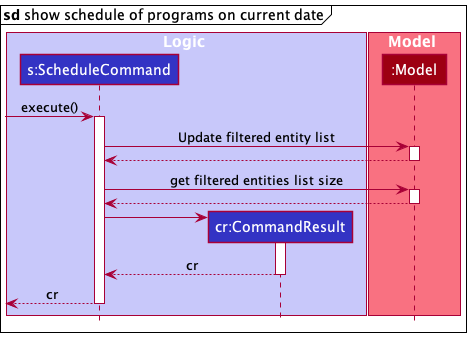 sd show schedule of programs on current date
Logic
Model
s:ScheduleCommand
:Model
execute()
Update filtered entity list
get filtered entities list size
cr:CommandResult
cr
cr